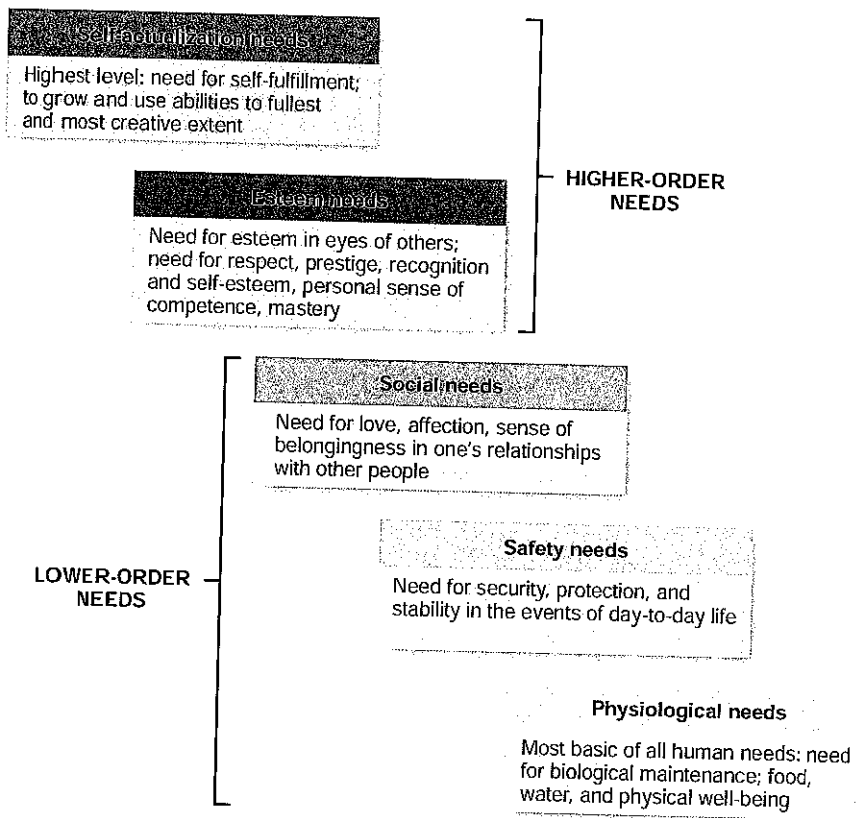 Self-actualization needs
Highest level: need for self-fulfillment;
to grow and use abilities to fullest
and most creative extent
HIGHER-ORDER
NEEDS
Esteem needs
Need for esteem in eyes of others;
need for respect, prestige, recognition
and self-esteem, personal sense of
competence, mastery
Social needs
Need for love, affection, sense of
belongingness in one's relationships
with other people
LOWER-ORDER
NEEDS
Safety needs
Need for security, protection, and
stability in the events of day-to-day life
Physiological needs
Most basic of all human needs: need
for biological maintenance; food,
water, and physical well-being